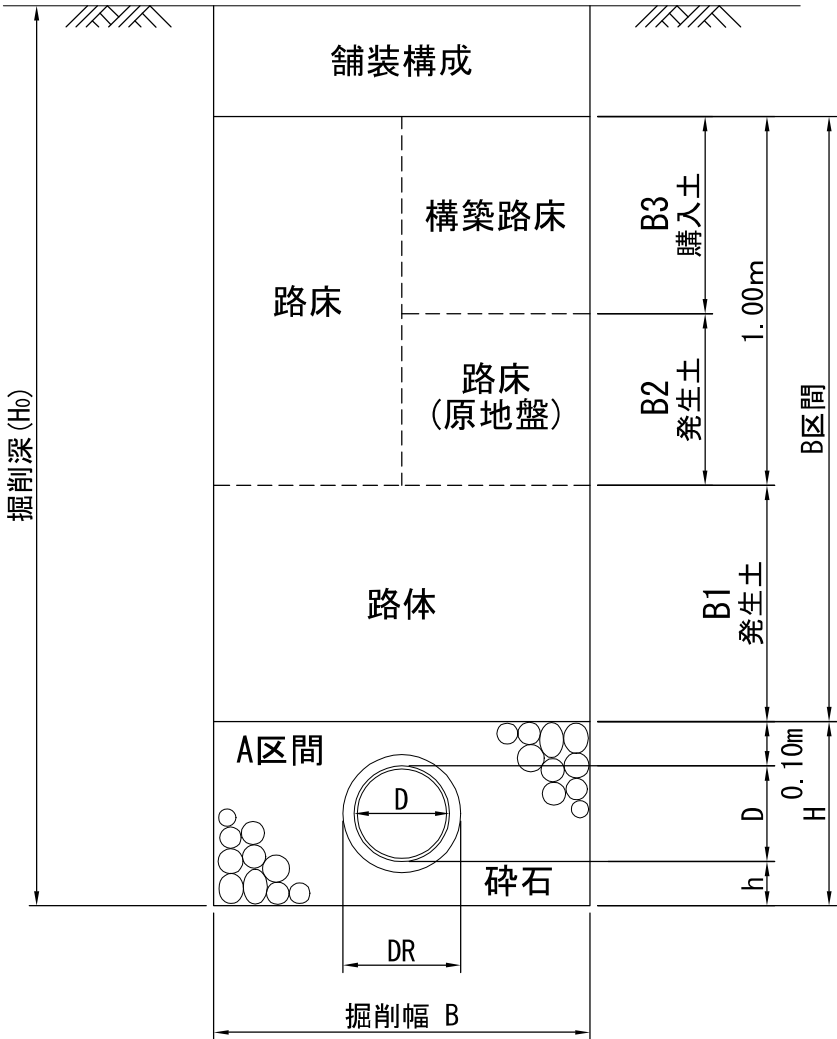 舗装構成
構築路床
路床
路床
(原地盤)
路体
A区間
D
砕石
DR
掘削幅 B
掘削深(H0)
B3
購入土
B2
発生土
1.00m
B1
発生土
B区間
0.10m
D
h
H